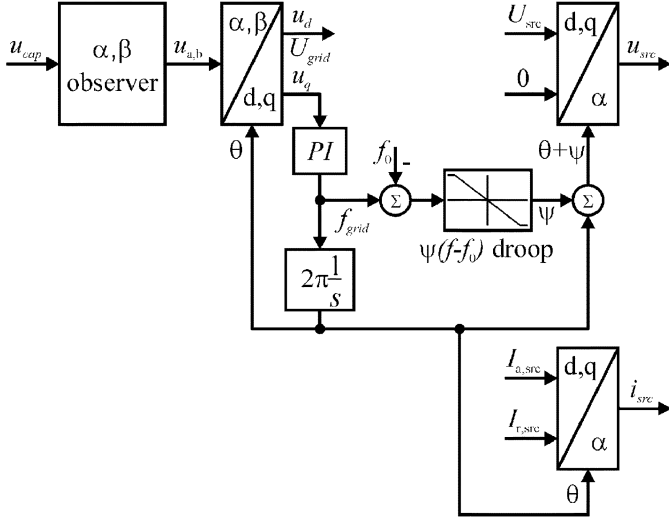 u_cap
α,β
observer
u_a,b
α,β
d,q
u_d
U_grid
u_q
θ
PI
f_0
-
Σ
f_grid
2π 1/s
ψ(f-f_0) droop
ψ
Σ
θ+ψ
U_src
0
d,q
α
u_src
I_a,src
I_r,src
d,q
α
i_src
θ